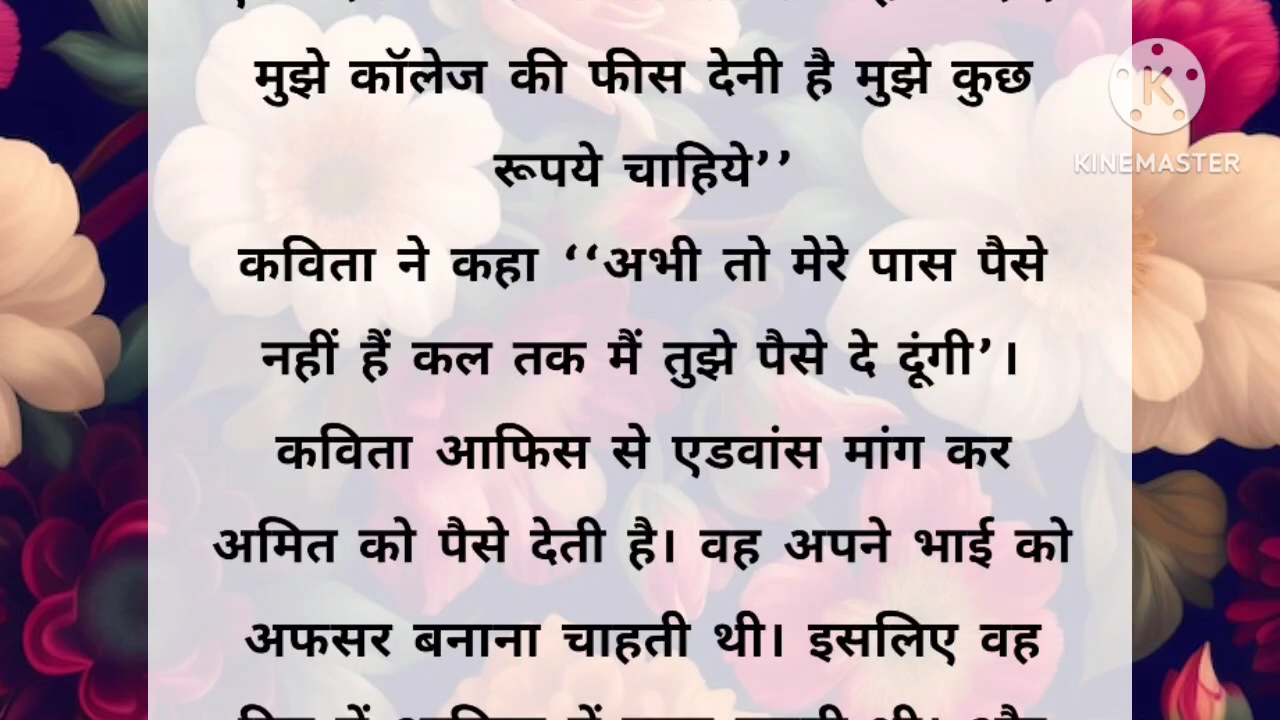 मुझे कॉलेज की फीस देनी है मुझे कुछ
रूपये चाहिये’’
कविता ने कहा ‘‘अभी तो मेरे पास पैसे
नहीं हैं कल तक मैं तुझे पैसे दे दूंगी’।
कविता आफिस से एडवांस मांग कर
अमित को पैसे देती है। वह अपने भाई को
अफसर बनाना चाहती थी। इसलिए वह
KINEMASTER